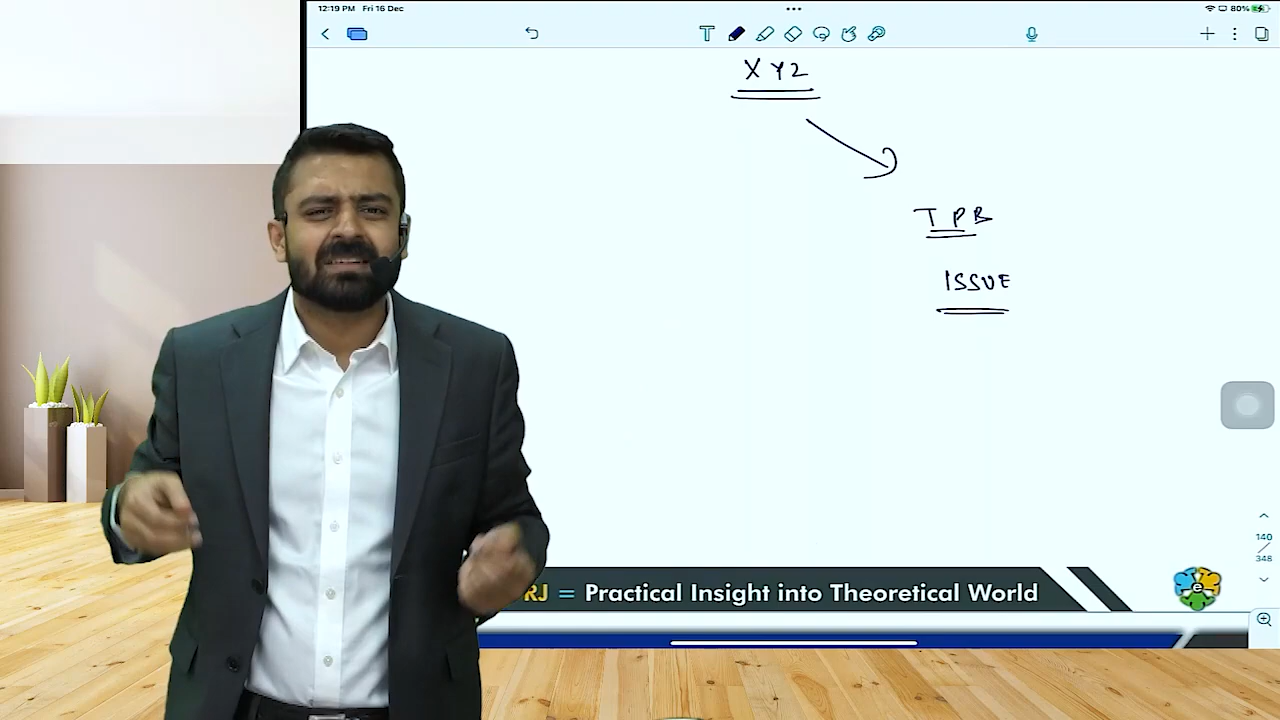 12:19 PM Fri 16 Dec
80%
T
XYZ
TPB
ISSUE
140
348
RJ = Practical Insight into Theoretical World
e